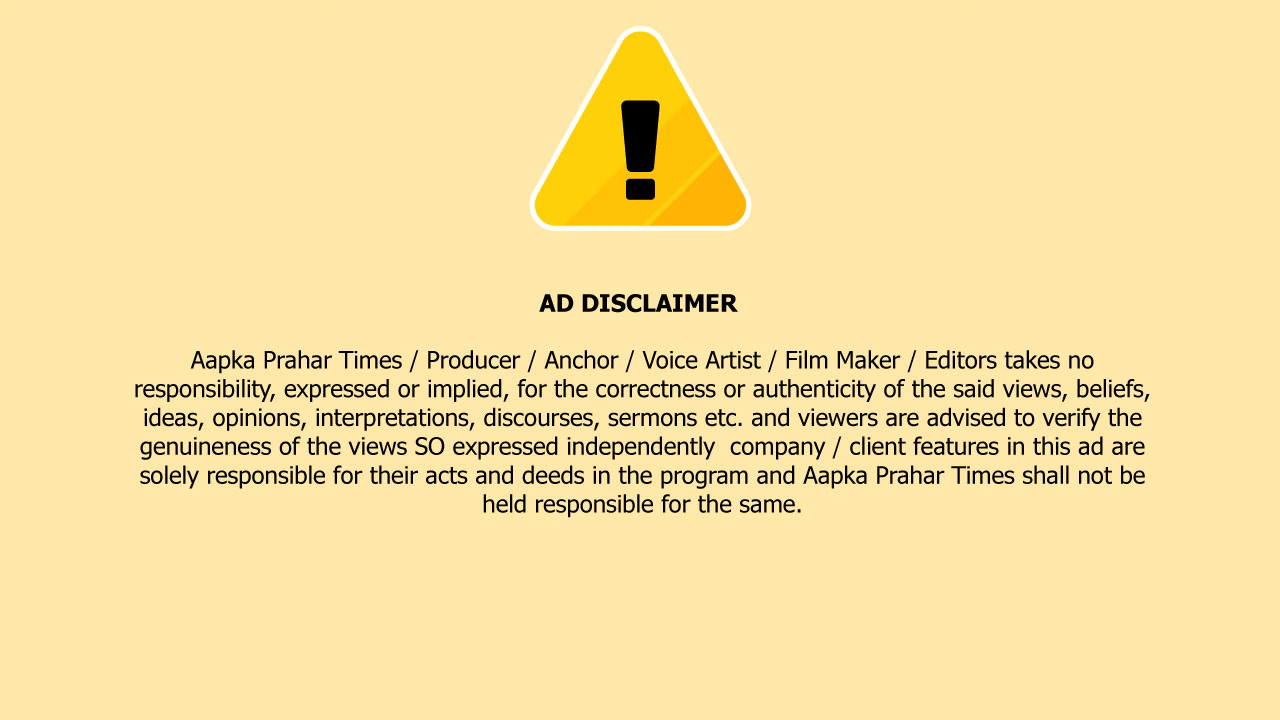 AD DISCLAIMER
Aapka Prahar Times / Producer / Anchor / Voice Artist / Film Maker / Editors takes no
responsibility, expressed or implied, for the correctness or authenticity of the said views, beliefs,
ideas, opinions, interpretations, discourses, sermons etc. and viewers are advised to verify the
genuineness of the views SO expressed independently  company / client features in this ad are
solely responsible for their acts and deeds in the program and Aapka Prahar Times shall not be
held responsible for the same.